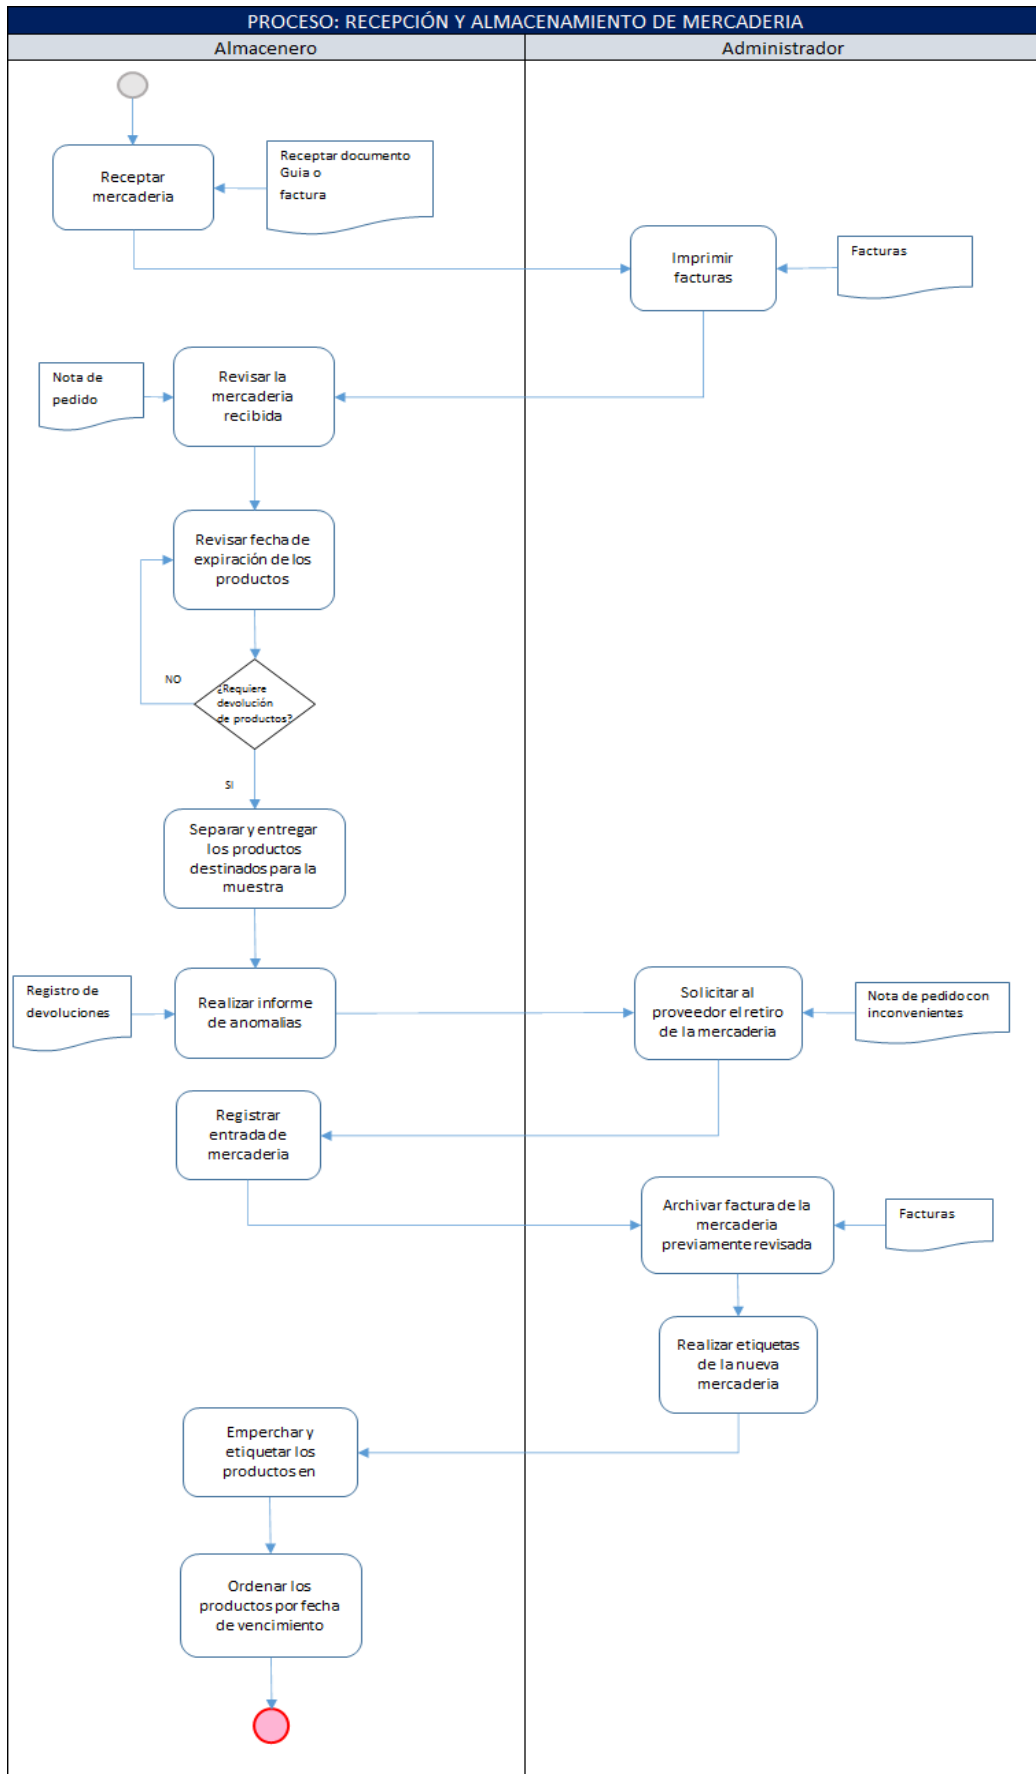 PROCESO: RECEPCIÓN Y ALMACENAMIENTO DE MERCADERIA
Almacenero
Administrador
Receptar
mercaderia
Receptar documento
Guia o
factura
Imprimir
facturas
Facturas
Nota de
pedido
Revisar la
mercaderia
recibida
Revisar fecha de
expiración de los
productos
NO
¿Requiere
devolución
de productos?
SI
Separar y entregar
los productos
destinados para la
muestra
Registro de
devoluciones
Realizar informe
de anomalias
Solicitar al
proveedor el retiro
de la mercaderia
Nota de pedido con
inconvenientes
Registrar
entrada de
mercaderia
Archivar factura de la
mercaderia
previamente revisada
Facturas
Realizar etiquetas
de la nueva
mercaderia
Emperchar y
etiquetar los
productos en
Ordenar los
productos por fecha
de vencimiento